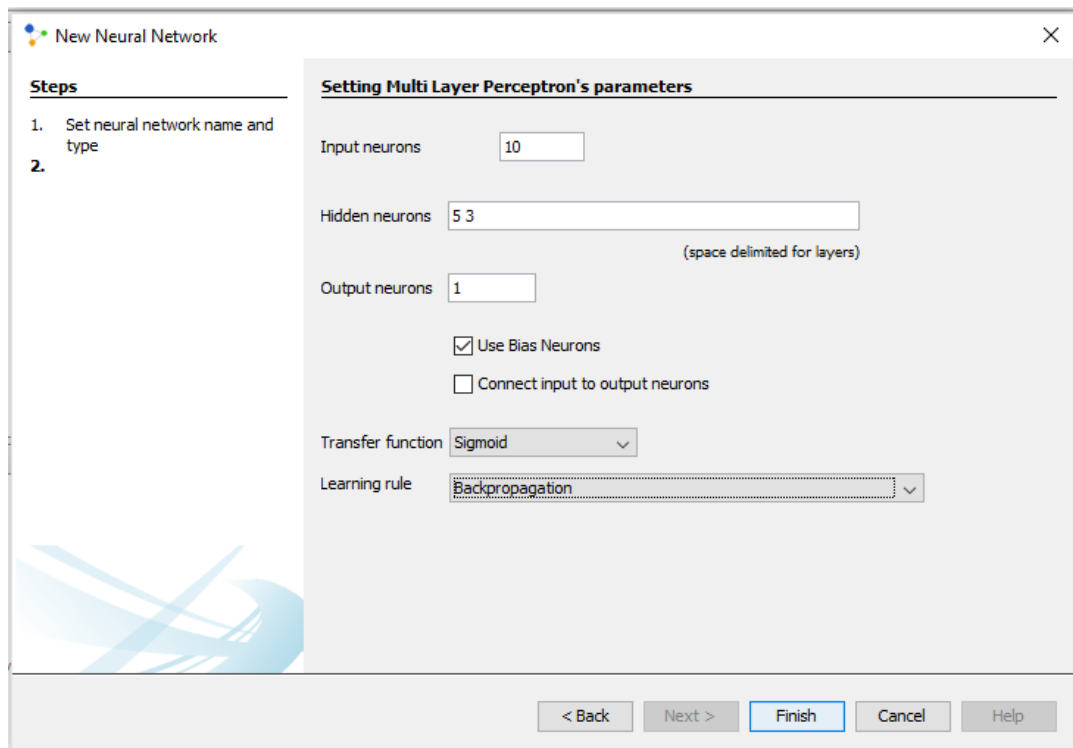 New Neural Network
Steps
1. Set neural network name and
type
2.
Setting Multi Layer Perceptron's parameters
Input neurons 10
Hidden neurons 5 3
(space delimited for layers)
Output neurons 1
Use Bias Neurons
Connect input to output neurons
Transfer function Sigmoid
Learning rule Backpropagation
< Back Next > Finish Cancel Help